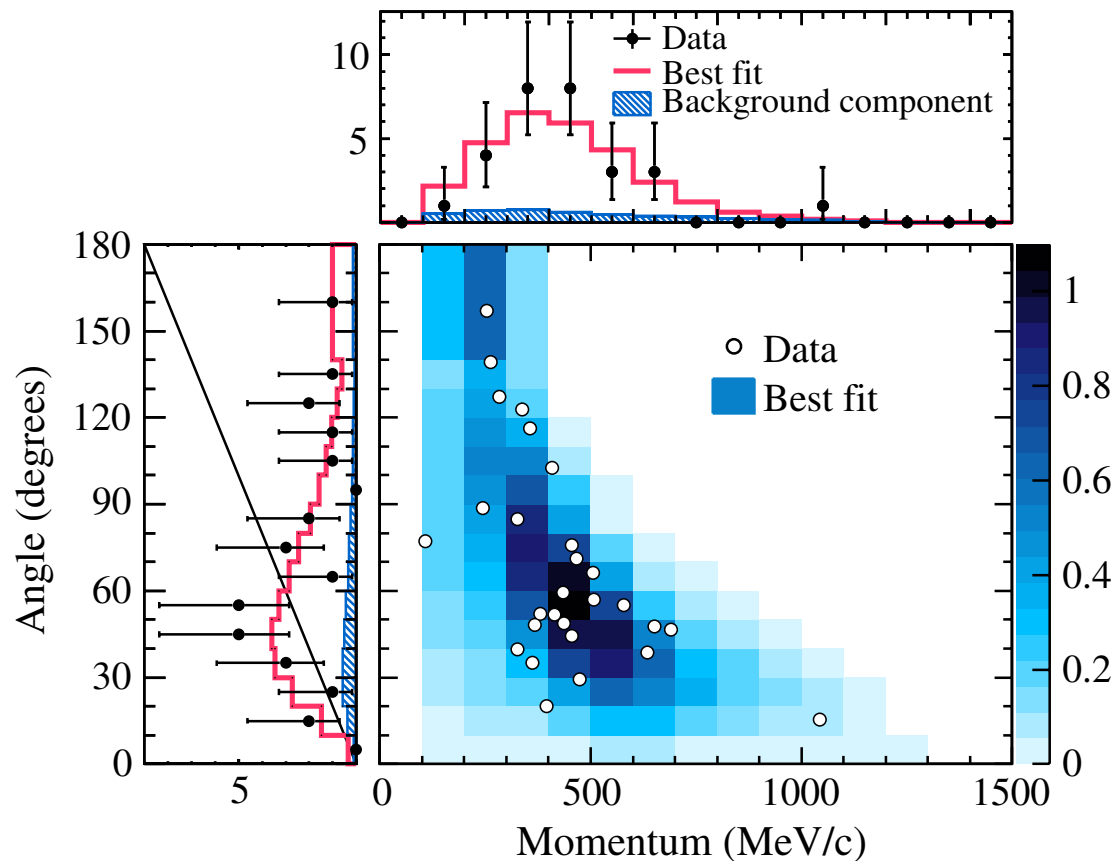 10
5
Data
Best fit
Background component
180
150
120
90
60
30
0
5
Angle (degrees)
Data
Best fit
1
0.8
0.6
0.4
0.2
0
0
500
1000
1500
Momentum (MeV/c)